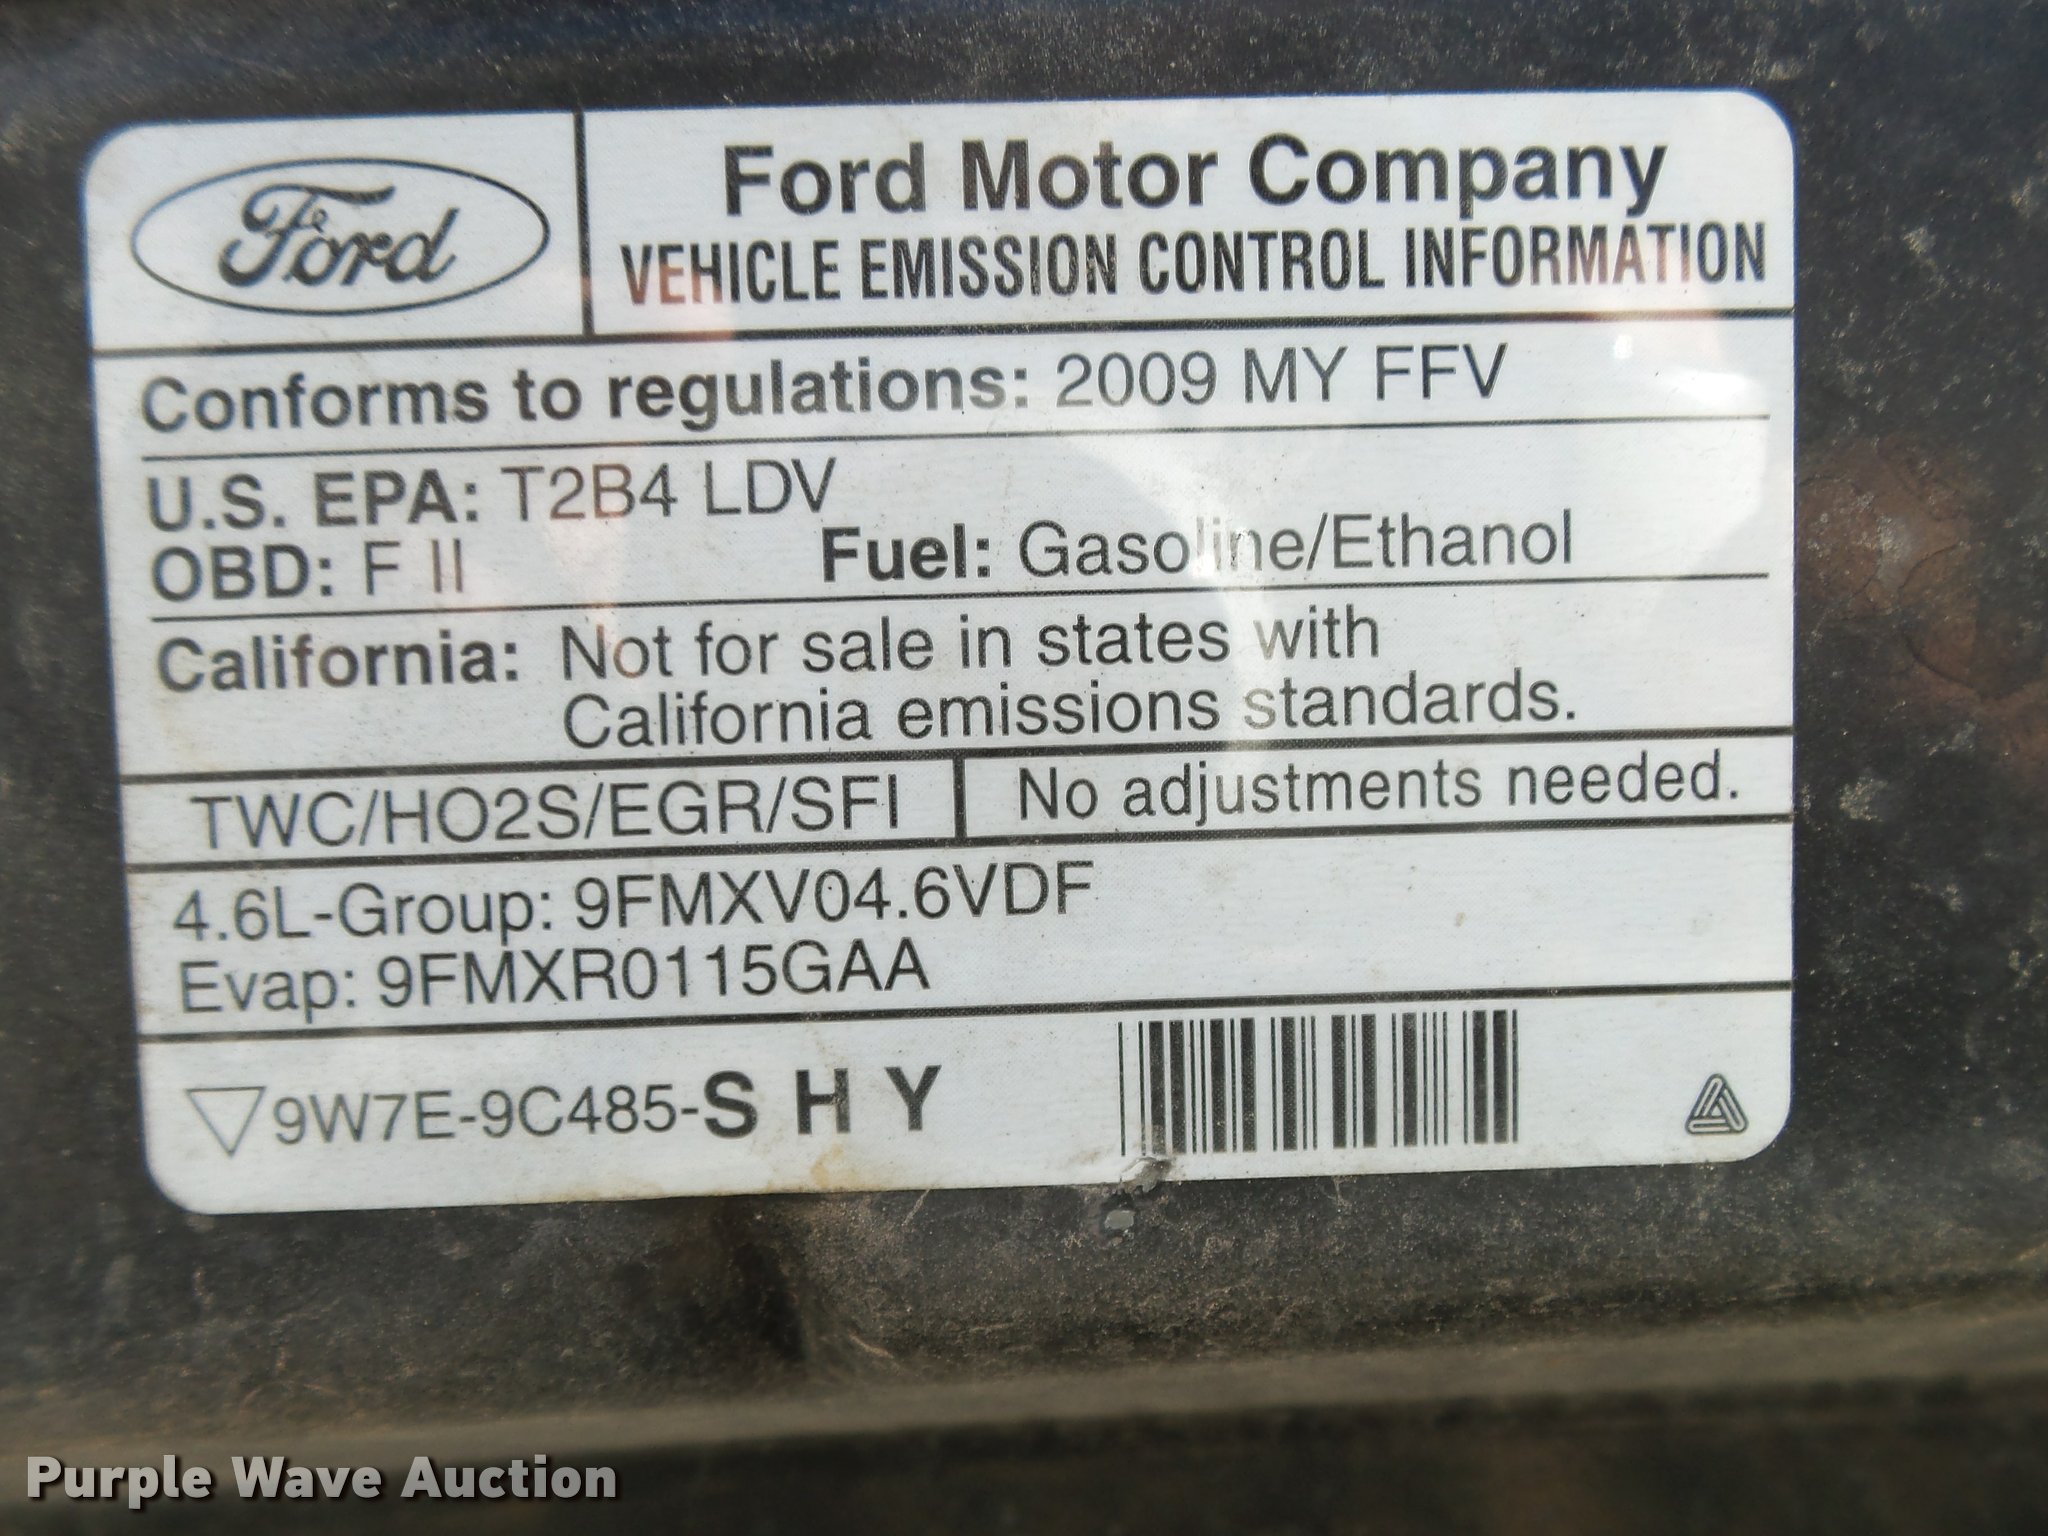 Ford
Ford Motor Company
VEHICLE EMISSION CONTROL INFORMATION
Conforms to regulations: 2009 MY FFV
U.S. EPA: T2B4 LDV
OBD: F II Fuel: Gasoline/Ethanol
California: Not for sale in states with
California emissions standards.
TWC/HO2S/EGR/SFI No adjustments needed.
4.6L-Group: 9FMXV04.6VDF
Evap: 9FMXR0115GAA
9W7E-9C485-S H Y
Purple Wave Auction